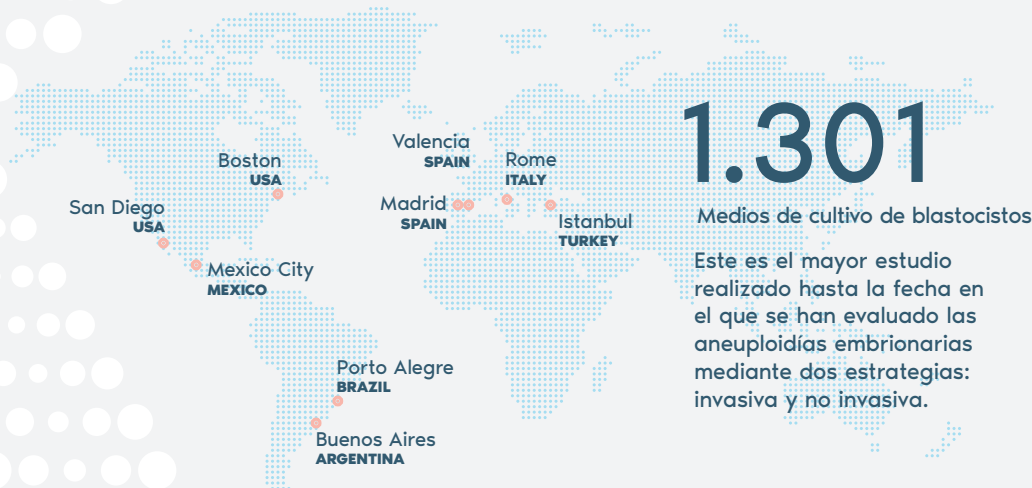 Boston
USA
San Diego
USA
Mexico City
MEXICO
Valencia
SPAIN
Madrid
SPAIN
Rome
ITALY
Istanbul
TURKEY
Porto Alegre
BRAZIL
Buenos Aires
ARGENTINA
1.301
Medios de cultivo de blastocistos
Este es el mayor estudio
realizado hasta la fecha en
el que se han evaluado las
aneuploidías embrionarias
mediante dos estrategias:
invasiva y no invasiva.